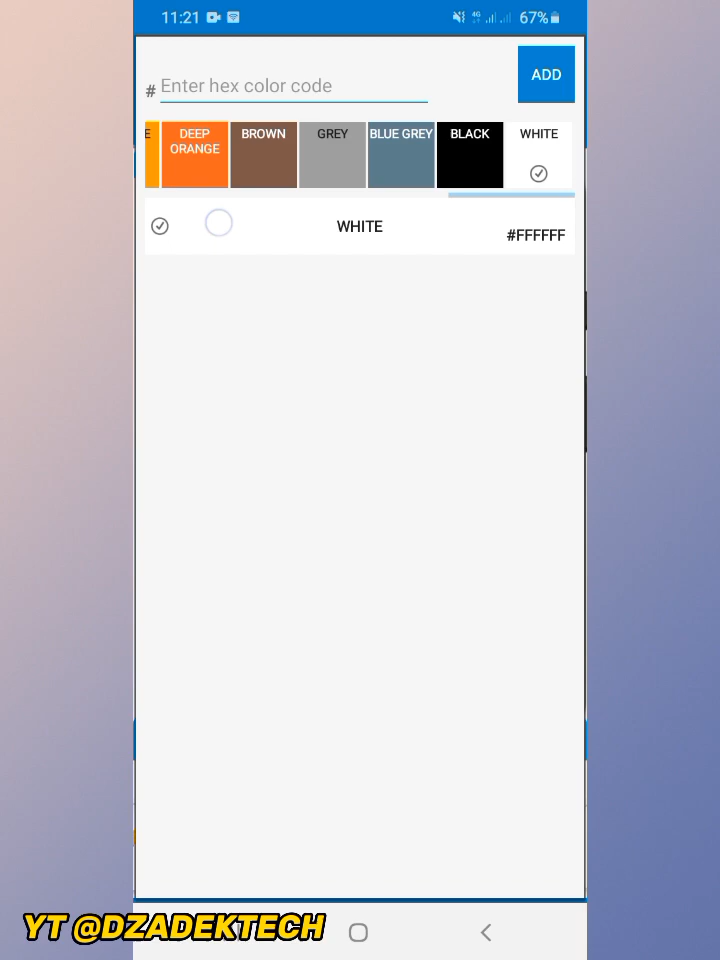 11:21 4G 67%
# Enter hex color code ADD
E DEEP ORANGE BROWN GREY BLUE GREY BLACK WHITE
WHITE #FFFFFF
YT @DZADEKTECH